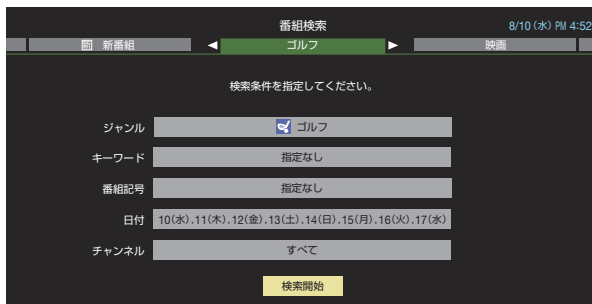 番組検索
8/10(水) PM 4:52
新番組 ◀ ゴルフ ▶ 映画
検索条件を指定してください。
ジャンル ゴルフ
キーワード 指定なし
番組記号 指定なし
日付 10(水).11(木).12(金).13(土).14(日).15(月).16(火).17(水)
チャンネル すべて
検索開始